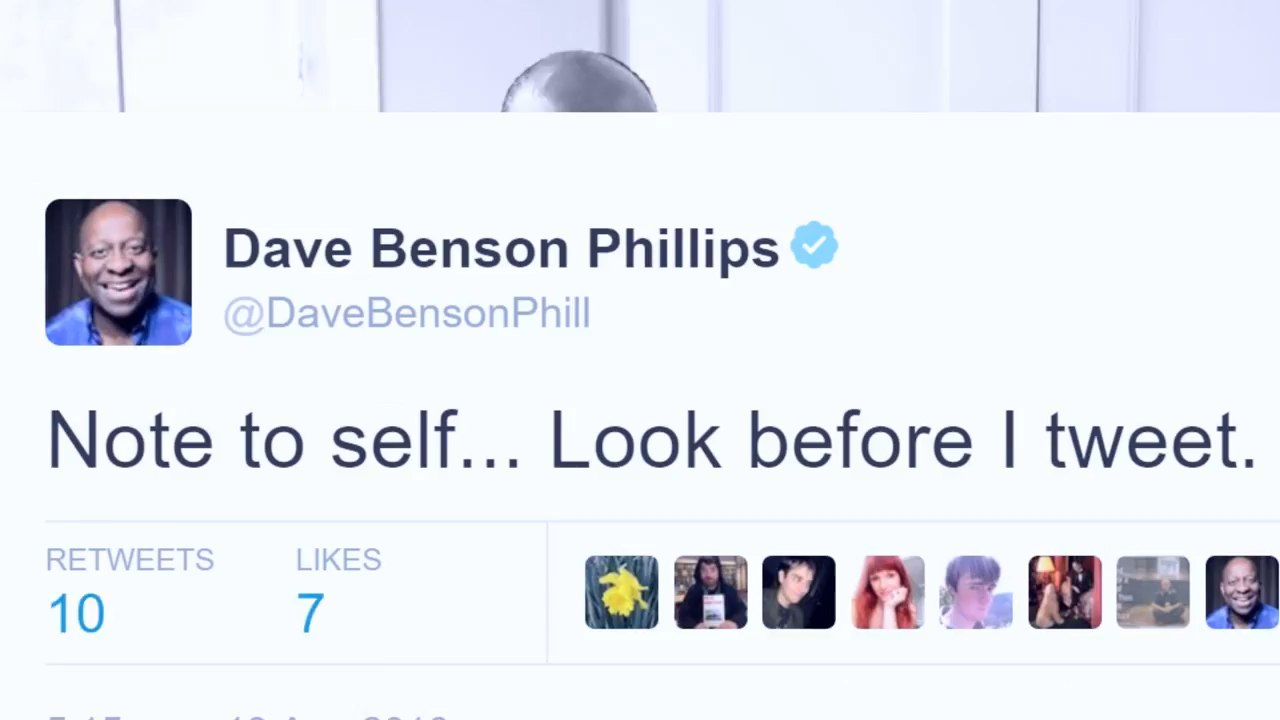 Dave Benson Phillips
@DaveBensonPhill
Note to self... Look before I tweet.
RETWEETS LIKES
10 7